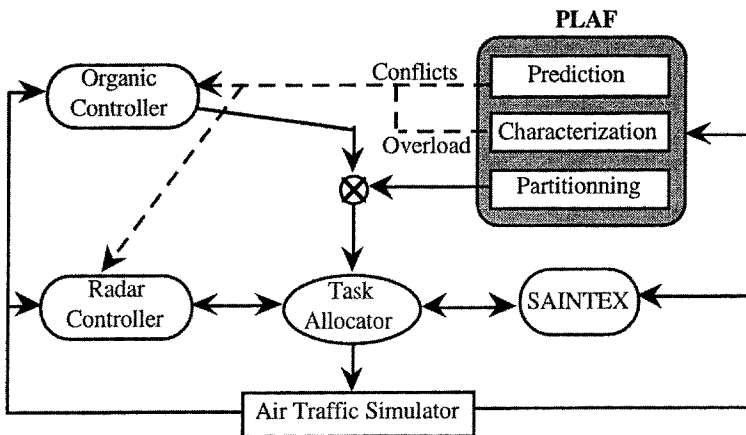 PLAF
Organic
Controller
Conflicts
Prediction
Characterization
Overload
Partitionning
Radar
Controller
Task
Allocator
SAINTEX
Air Traffic Simulator